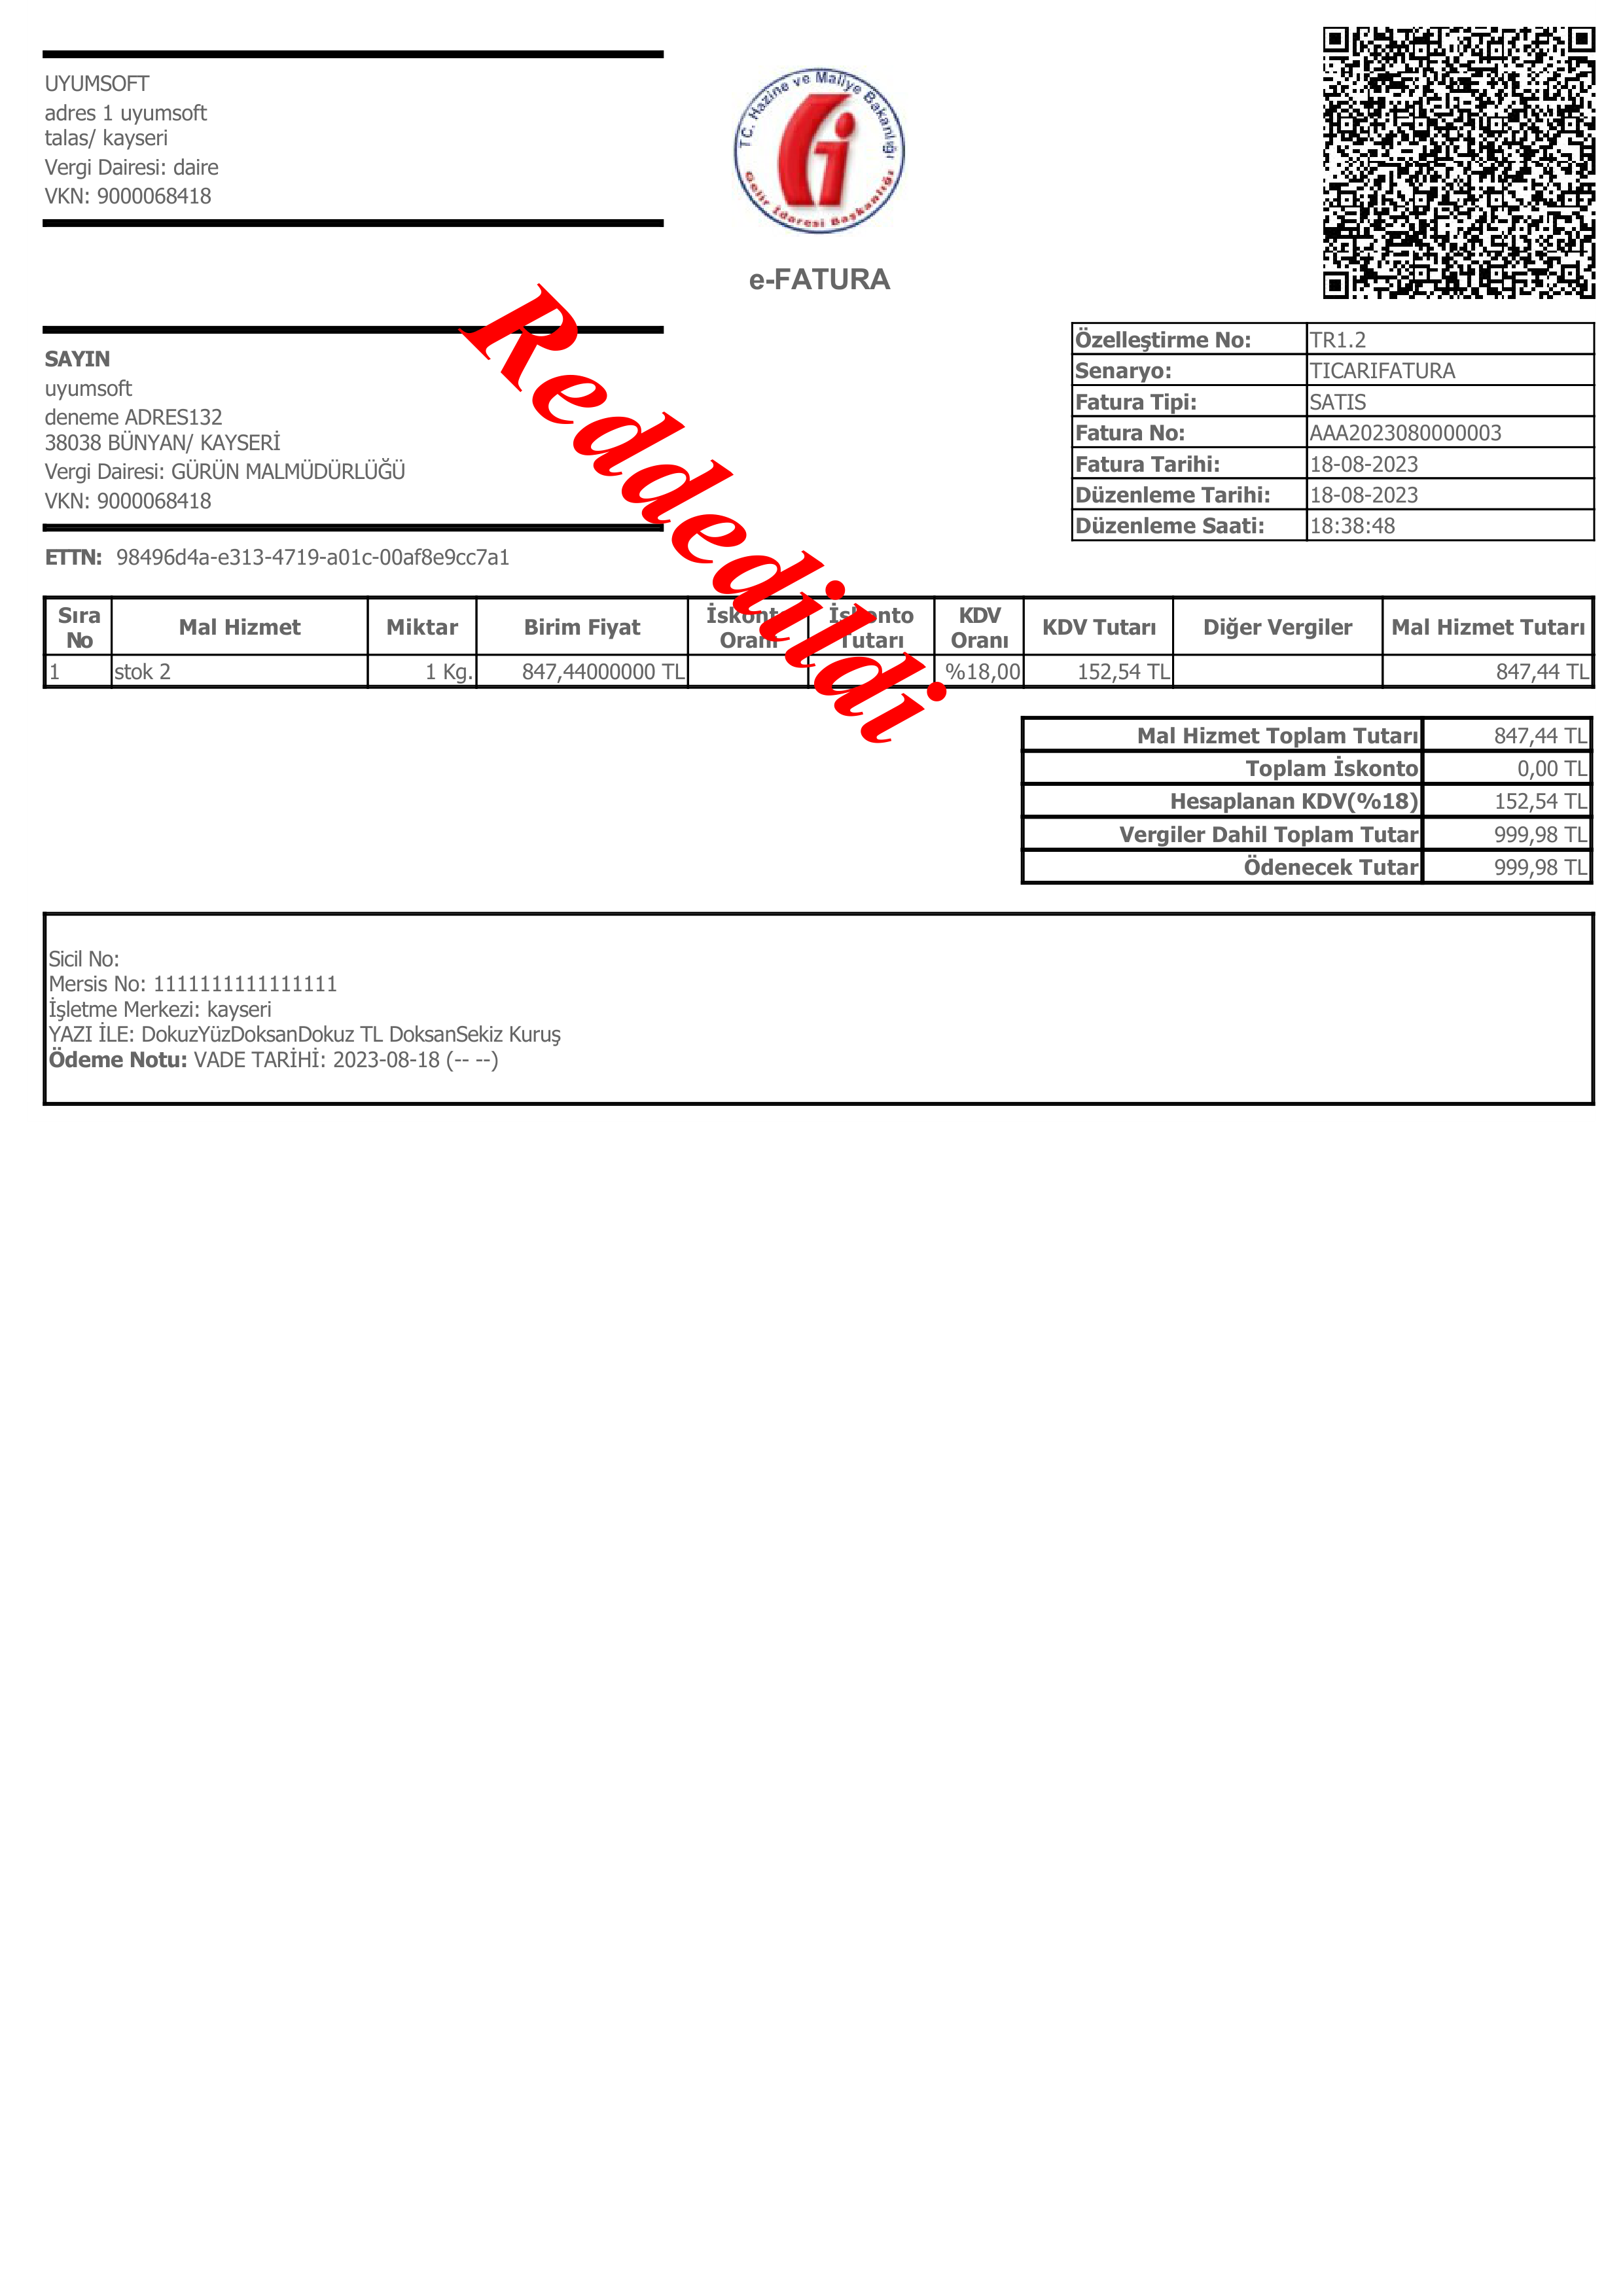 UYUMSOFT
adres 1 uyumsoft
talas/ kayseri
Vergi Dairesi: daire
VKN: 9000068418
T.C. Hazine ve Maliye Bakanlığı
Gelir İdaresi Başkanlığı
e-FATURA
Reddedildi
SAYIN
uyumsoft
deneme ADRES132
38038 BÜNYAN/ KAYSERİ
Vergi Dairesi: GÜRÜN MALMÜDÜRLÜĞÜ
VKN: 9000068418
ETTN: 98496d4a-e313-4719-a01c-00af8e9cc7a1
Özelleştirme No: TR1.2
Senaryo: TICARIFATURA
Fatura Tipi: SATIS
Fatura No: AAA2023080000003
Fatura Tarihi: 18-08-2023
Düzenleme Tarihi: 18-08-2023
Düzenleme Saati: 18:38:48
Sıra No Mal Hizmet Miktar Birim Fiyat İskonto Oranı İskonto Tutarı KDV Oranı KDV Tutarı Diğer Vergiler Mal Hizmet Tutarı
1 stok 2 1 Kg. 847,44000000 TL %18,00 152,54 TL 847,44 TL
Mal Hizmet Toplam Tutarı 847,44 TL
Toplam İskonto 0,00 TL
Hesaplanan KDV(%18) 152,54 TL
Vergiler Dahil Toplam Tutar 999,98 TL
Ödenecek Tutar 999,98 TL
Sicil No:
Mersis No: 1111111111111111
İşletme Merkezi: kayseri
YAZI İLE: DokuzYüzDoksanDokuz TL DoksanSekiz Kuruş
Ödeme Notu: VADE TARİHİ: 2023-08-18 (-- --)